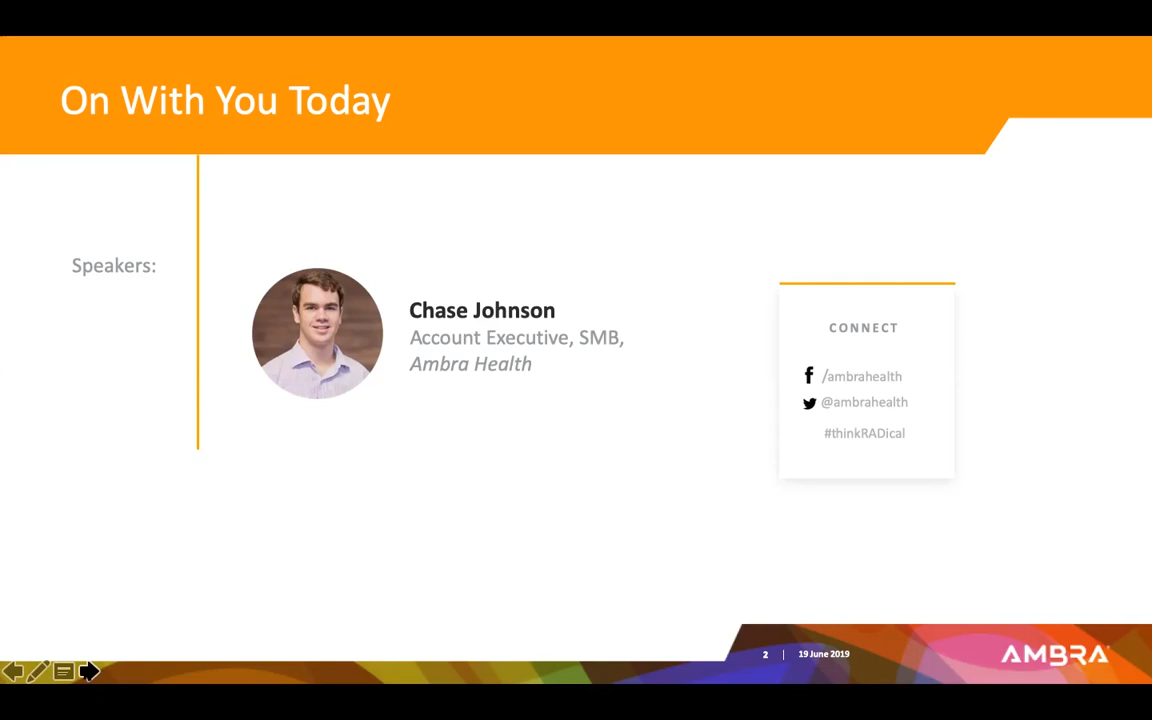 On With You Today
Speakers:
Chase Johnson
Account Executive, SMB,
Ambra Health
CONNECT
/ambrahealth
@ambrahealth
#thinkRADical
2 | 19 June 2019
AMBRA